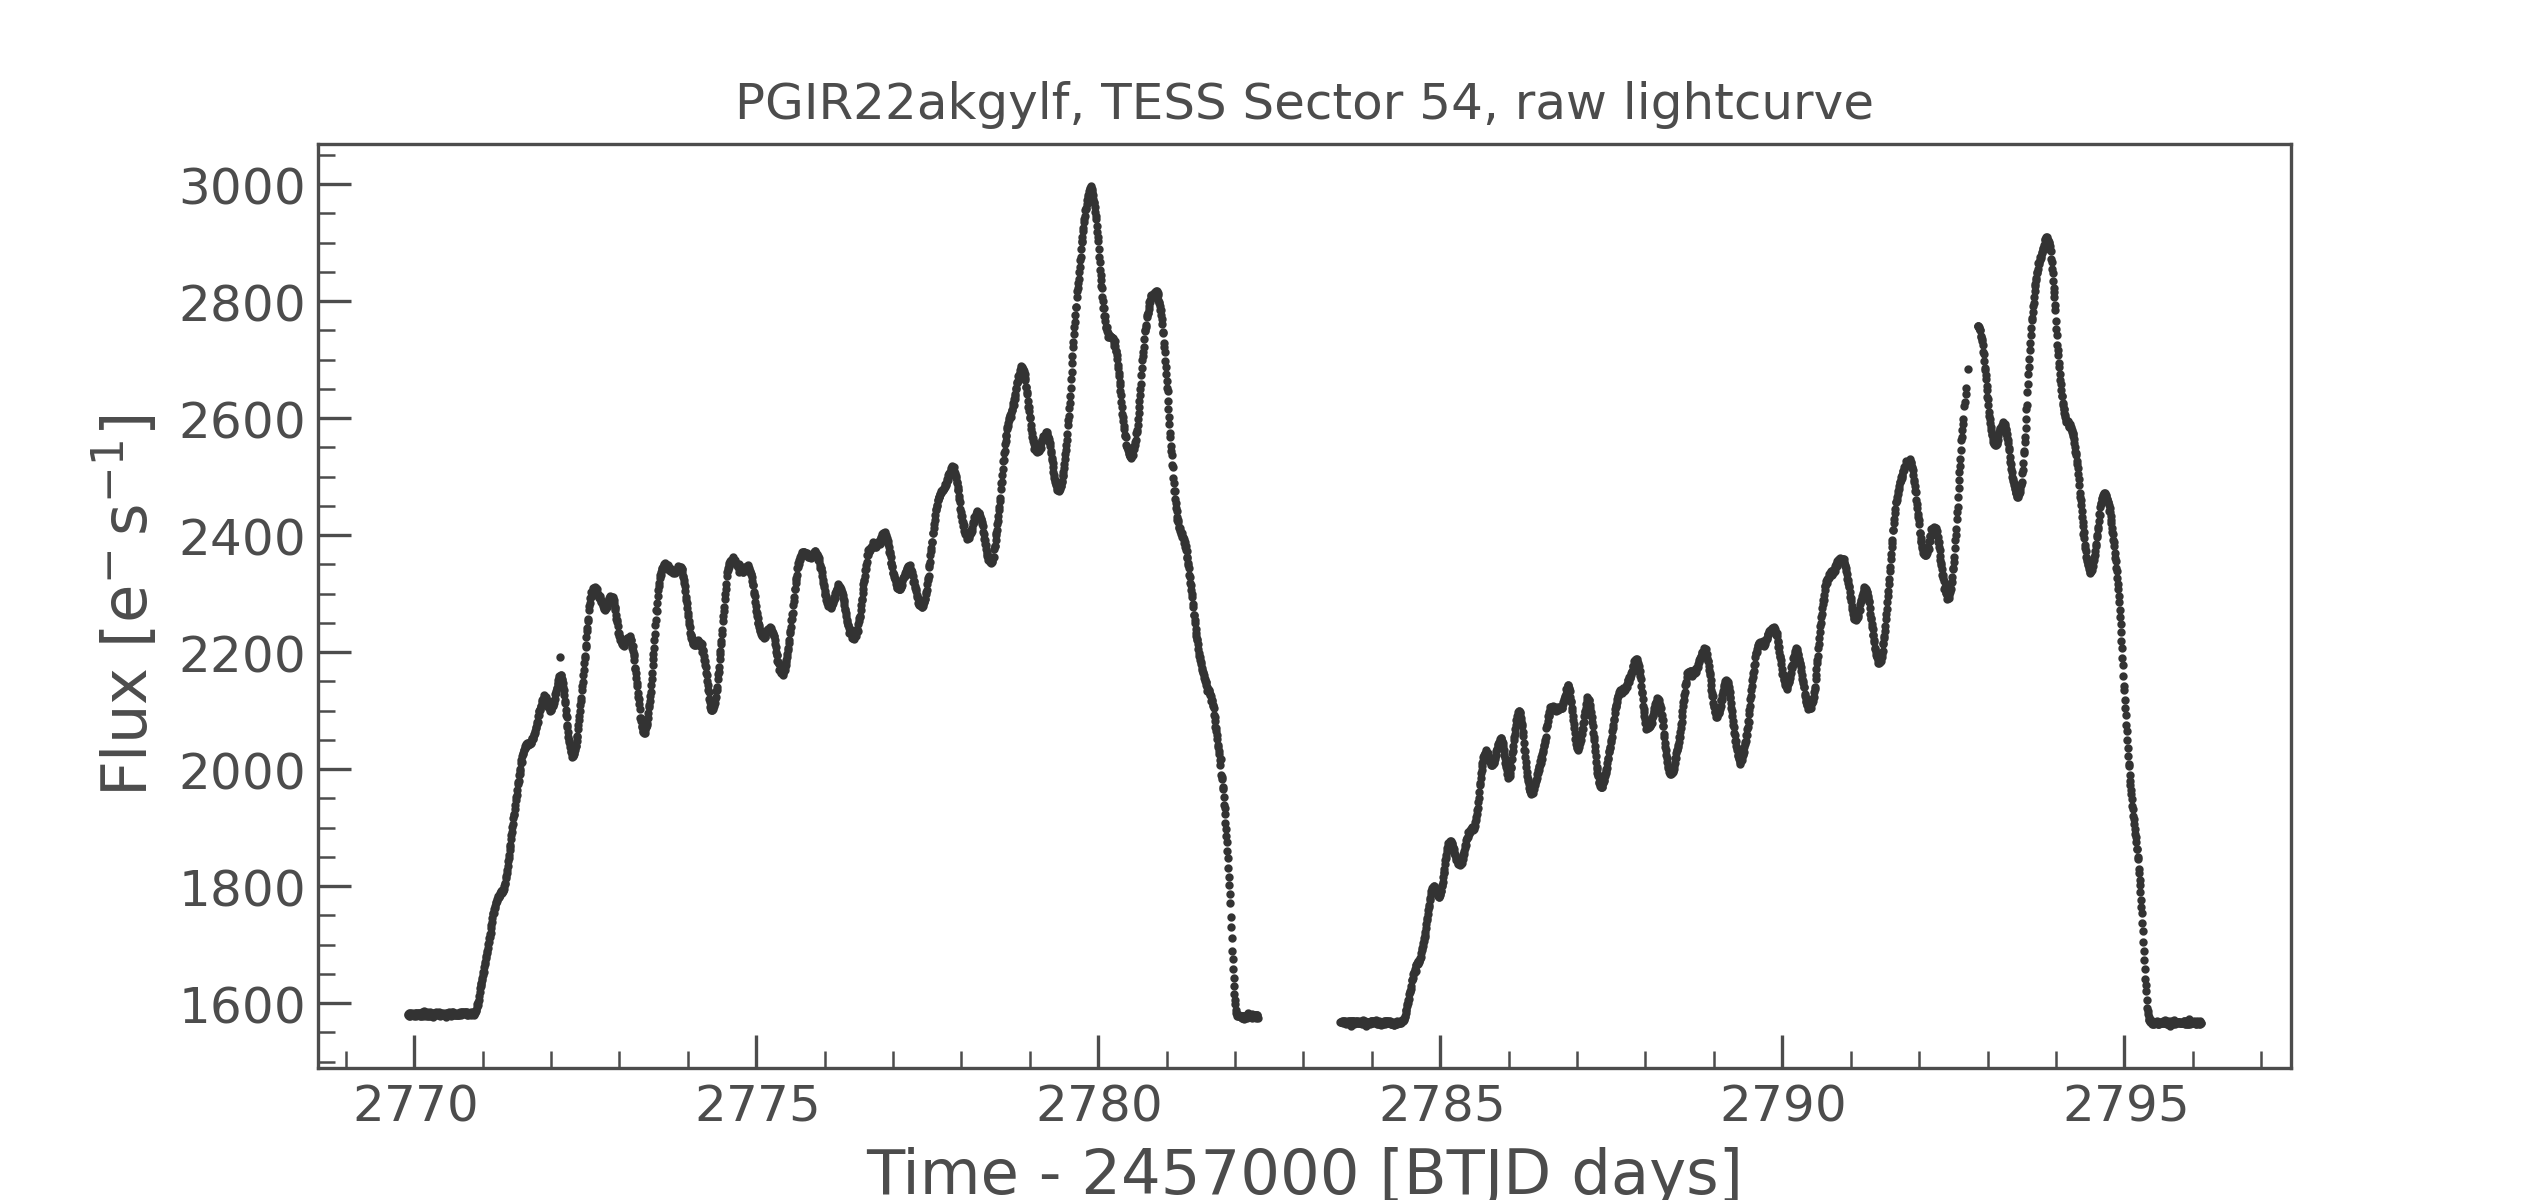 PGIR22akgylf, TESS Sector 54, raw lightcurve
3000
2800
2600
2400
2200
2000
1800
1600
Flux [e⁻ s⁻¹]
2770 2775 2780 2785 2790 2795
Time - 2457000 [BTJD days]